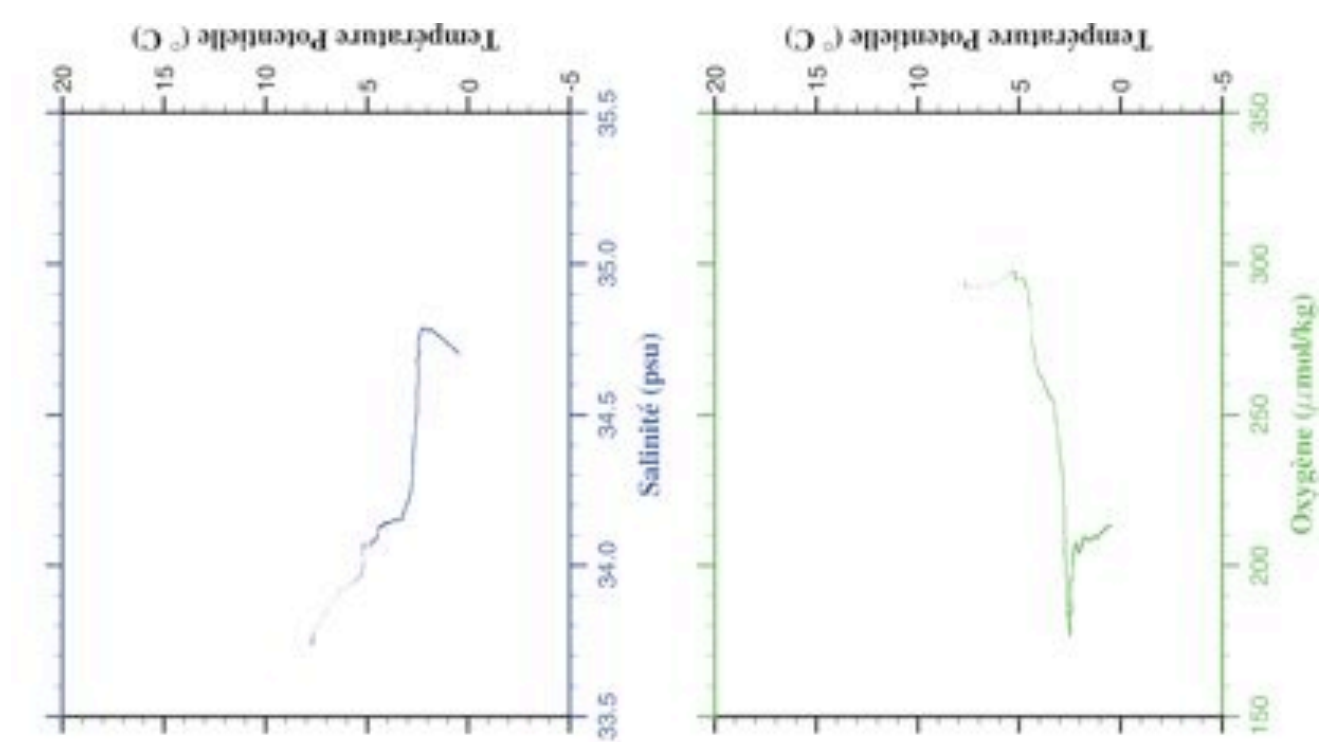 Température Potentielle (° C)
20 15 10 5 0 -5
33.5 34.0 34.5 35.0 35.5
Salinité (psu)
Température Potentielle (° C)
20 15 10 5 0 -5
150 200 250 300 350
Oxygène (μmol/kg)